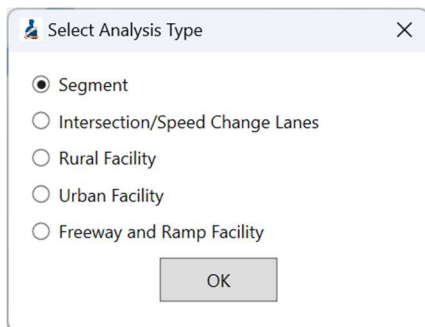 Select Analysis Type
Segment
Intersection/Speed Change Lanes
Rural Facility
Urban Facility
Freeway and Ramp Facility
OK